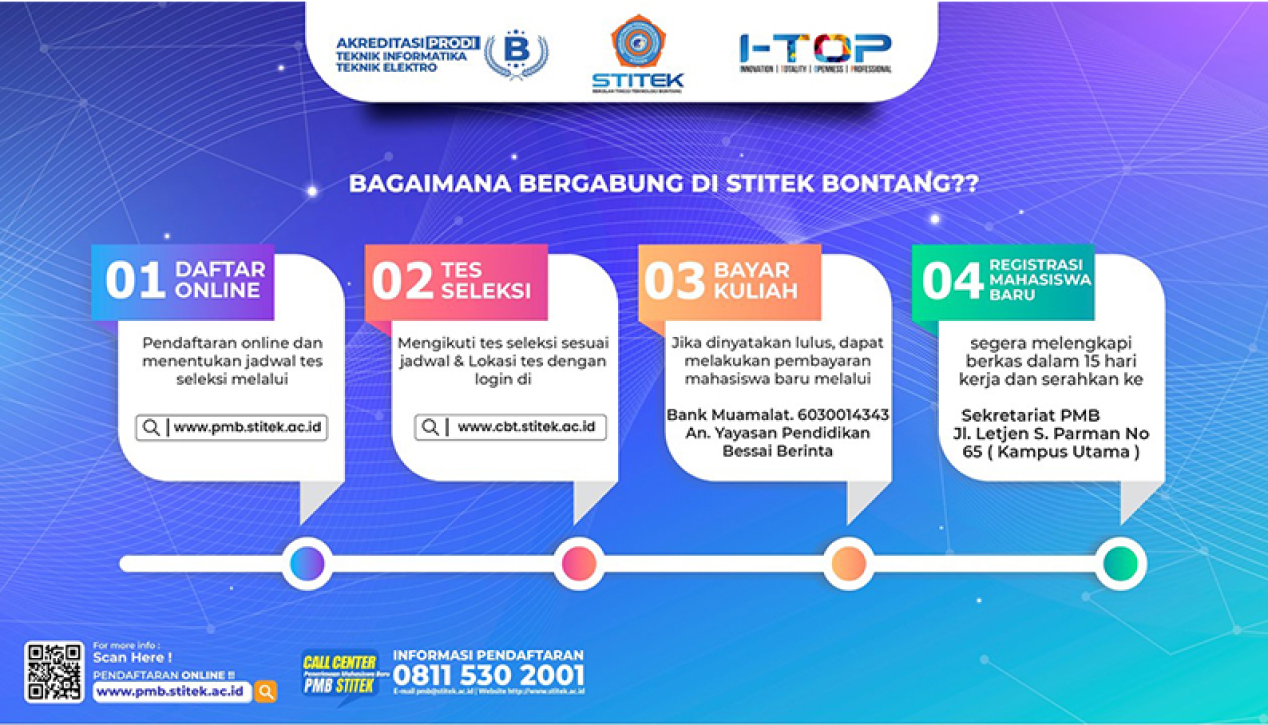 AKREDITASI PRODI
TEKNIK INFORMATIKA
TEKNIK ELEKTRO
B
STITEK
SEKOLAH TINGGI TEKNOLOGI BONTANG
I-TOP
INNOVATION | TOTALITY | OPENNESS | PROFESSIONAL
BAGAIMANA BERGABUNG DI STITEK BONTANG??
01 DAFTAR
ONLINE
Pendaftaran online dan
menentukan jadwal tes
seleksi melalui
www.pmb.stitek.ac.id
02 TES
SELEKSI
Mengikuti tes seleksi sesuai
jadwal & Lokasi tes dengan
login di
www.cbt.stitek.ac.id
03 BAYAR
KULIAH
Jika dinyatakan lulus, dapat
melakukan pembayaran
mahasiswa baru melalui
Bank Muamalat. 6030014343
An. Yayasan Pendidikan
Bessai Berinta
04 REGISTRASI
MAHASISWA
BARU
segera melengkapi
berkas dalam 15 hari
kerja dan serahkan ke
Sekretariat PMB
Jl. Letjen S. Parman No
65 ( Kampus Utama )
For more info :
Scan Here !
PENDAFTARAN ONLINE !!
www.pmb.stitek.ac.id
CALL CENTER
Penerimaan Mahasiswa Baru
PMB STITEK
INFORMASI PENDAFTARAN
0811 530 2001
E-mail pmb@stitek.ac.id | Website http://www.stitek.ac.id